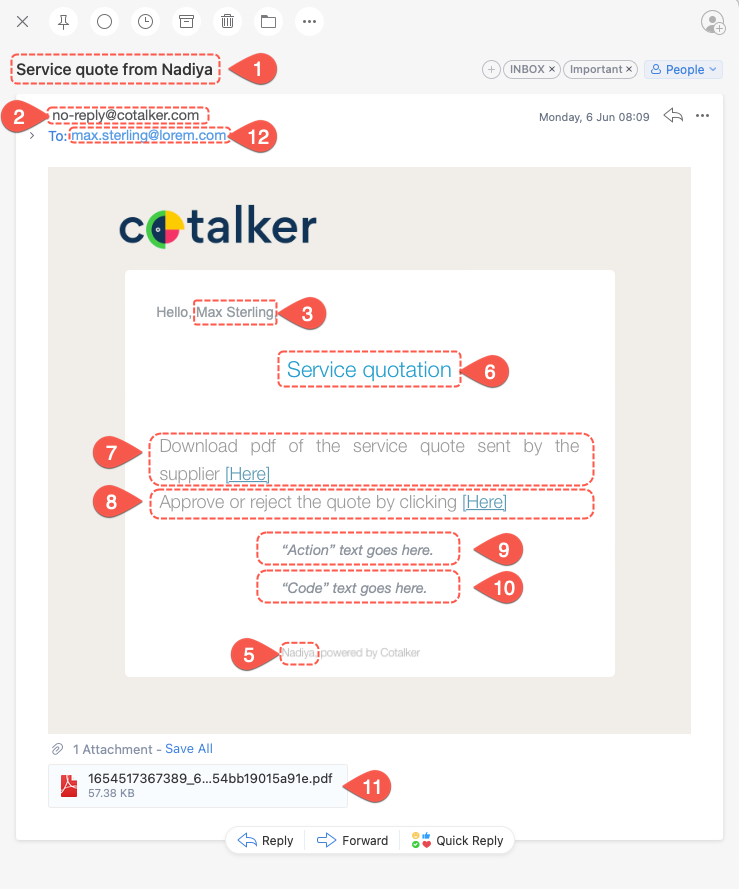 Service quote from Nadiya
1
INBOX ×
Important ×
People
2
no-reply@cotalker.com
Monday, 6 Jun 08:09
To: max.sterling@lorem.com
12
cotalker
Hello, Max Sterling
3
Service quotation
6
7
Download pdf of the service quote sent by the
supplier [Here]
8
Approve or reject the quote by clicking [Here]
“Action” text goes here.
9
“Code” text goes here.
10
5
Nadiya, powered by Cotalker
1 Attachment - Save All
1654517367389_6...54bb19015a91e.pdf
57.38 KB
11
Reply
Forward
Quick Reply